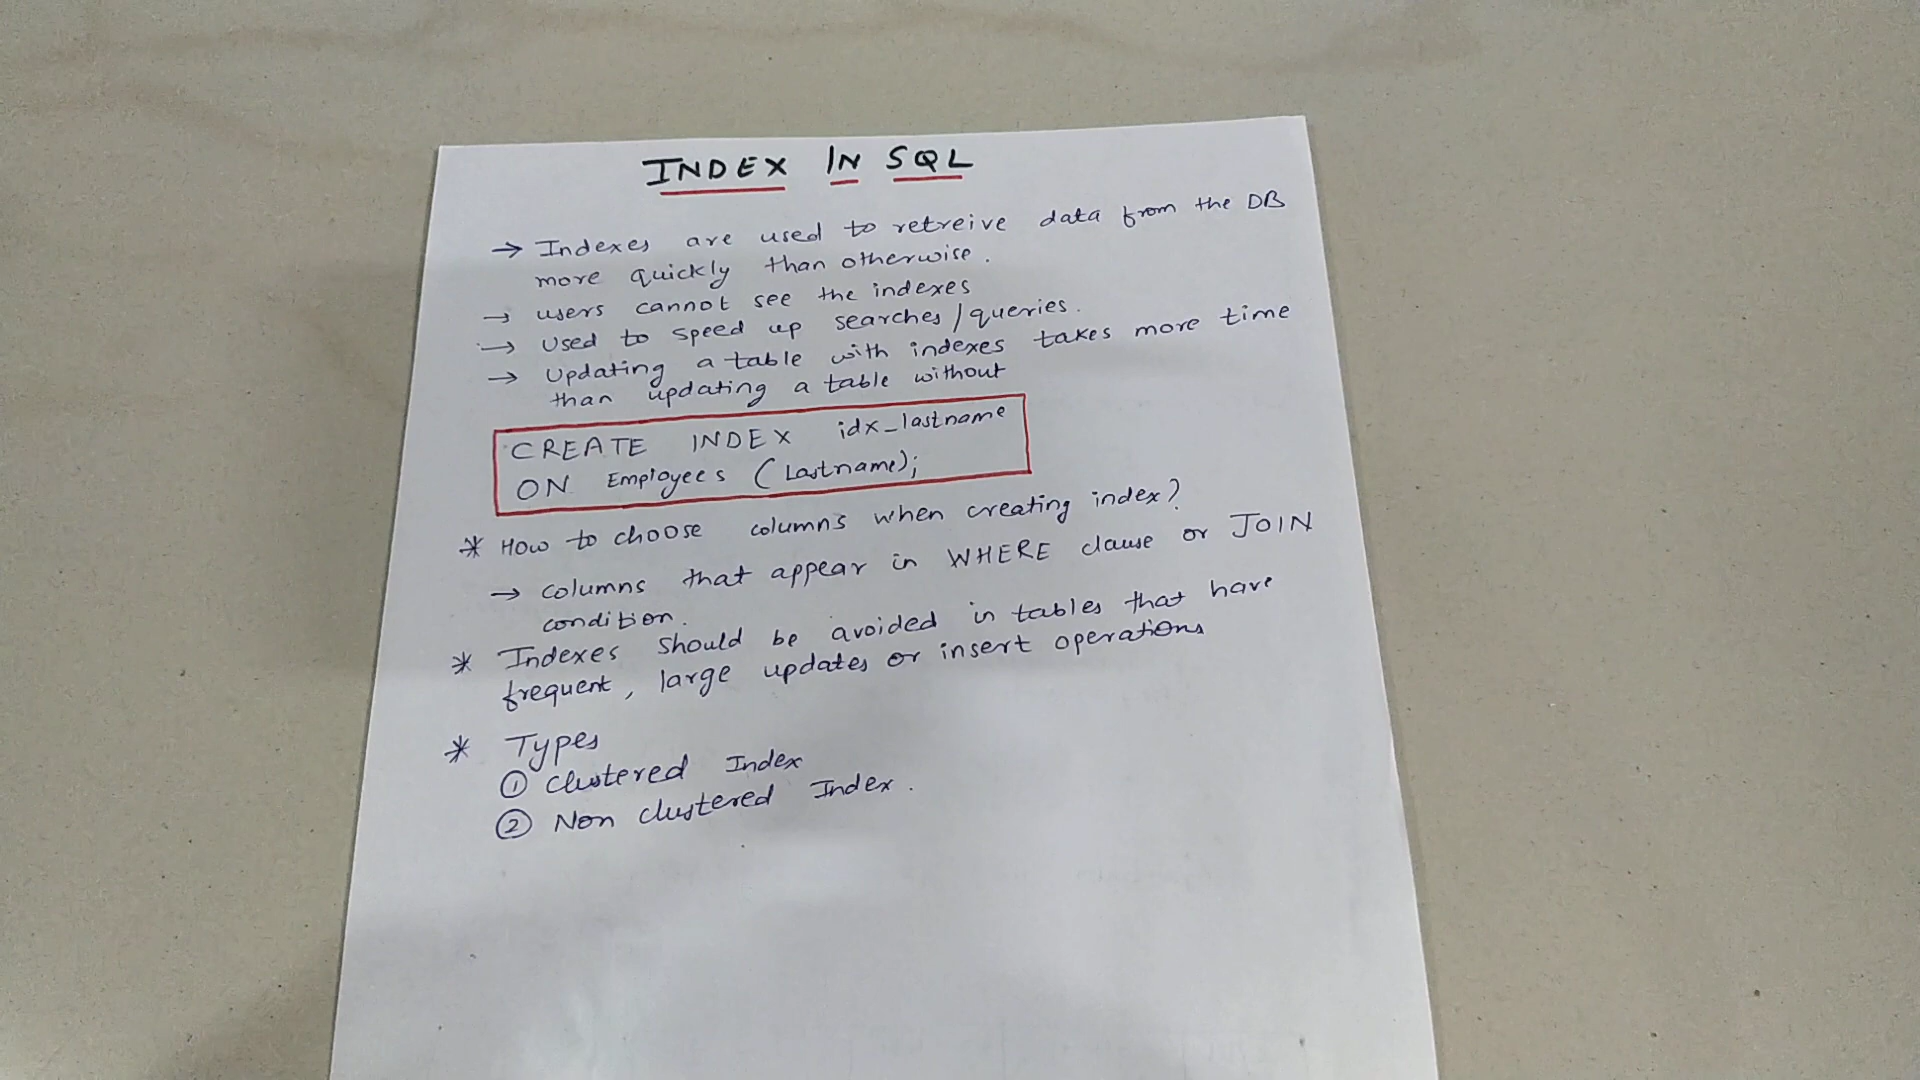 INDEX IN SQL
→ Indexes are used to retreive data from the DB
more quickly than otherwise.
→ users cannot see the indexes
→ Used to speed up searches/queries.
→ Updating a table with indexes takes more time
than updating a table without
CREATE INDEX idx_lastname
ON Employees (Lastname);
* How to choose columns when creating index?
→ columns that appear in WHERE clause or JOIN
condition.
* Indexes should be avoided in tables that have
frequent, large updates or insert operations
* Types
① Clustered Index
② Non clustered Index.